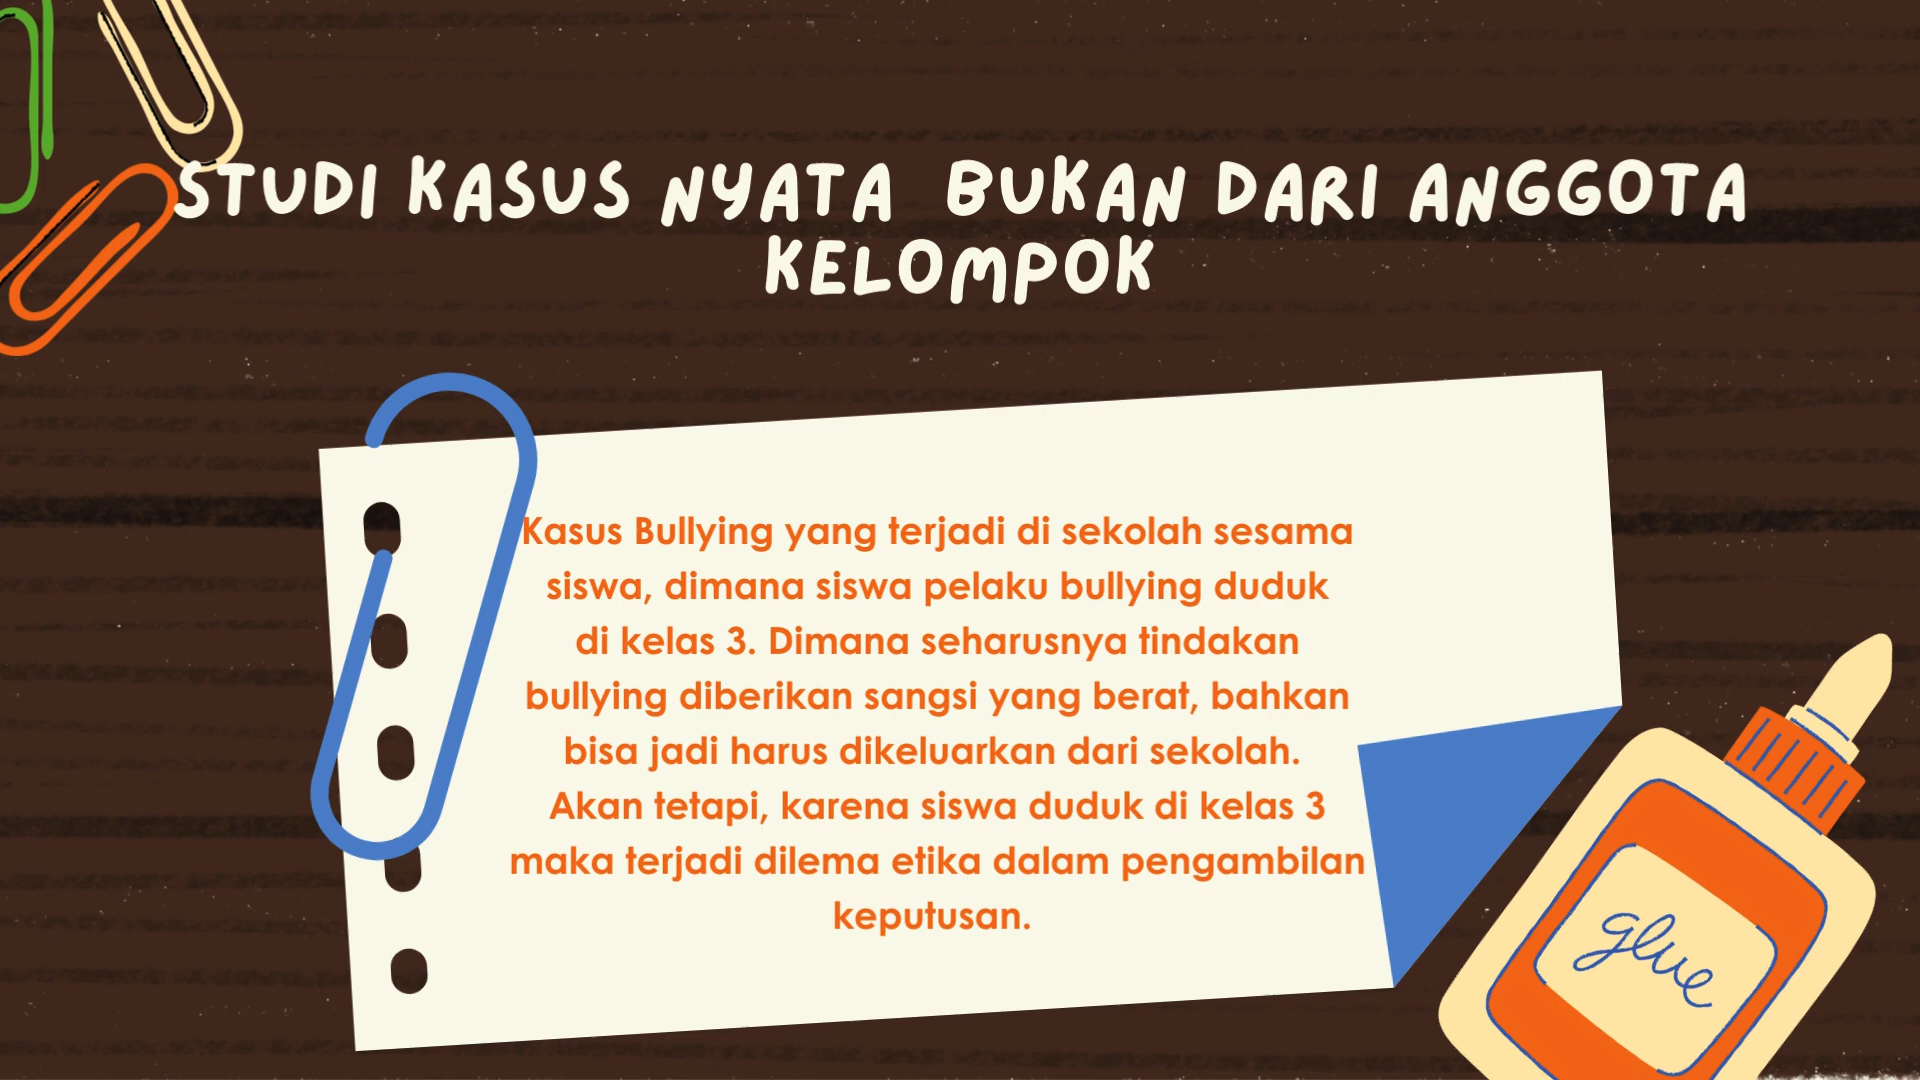 STUDI KASUS NYATA BUKAN DARI ANGGOTA
KELOMPOK
Kasus Bullying yang terjadi di sekolah sesama
siswa, dimana siswa pelaku bullying duduk
di kelas 3. Dimana seharusnya tindakan
bullying diberikan sangsi yang berat, bahkan
bisa jadi harus dikeluarkan dari sekolah.
Akan tetapi, karena siswa duduk di kelas 3
maka terjadi dilema etika dalam pengambilan
keputusan.
glue